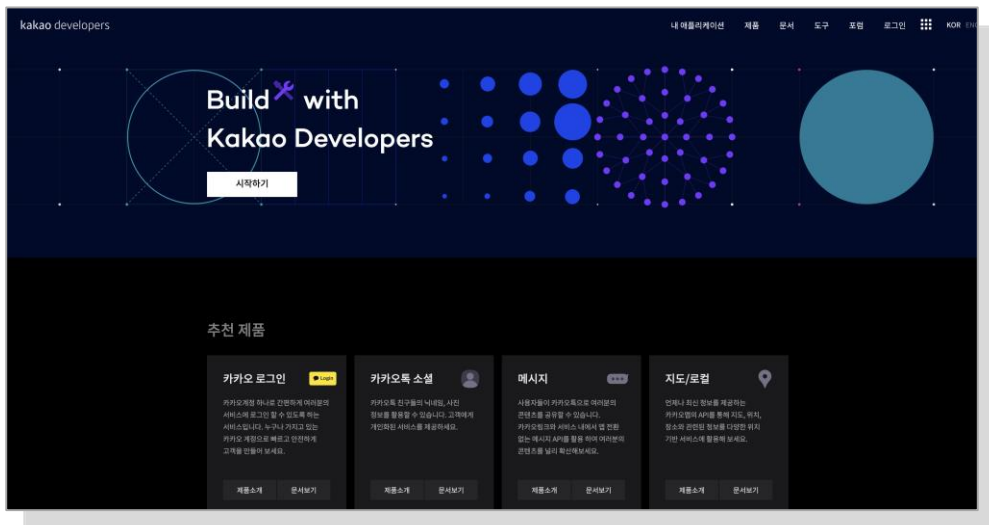 kakao developers
내 애플리케이션 제품 문서 도구 포럼 로그인 KOR ENG
Build with
Kakao Developers
시작하기
추천 제품
카카오 로그인
Login
카카오계정 하나로 간편하게 여러분의
서비스에 로그인 할 수 있도록 하는
서비스입니다. 누구나 가지고 있는
카카오 계정으로 빠르고 안전하게
고객을 만들어 보세요.
제품소개 문서보기
카카오톡 소셜
카카오톡 친구들의 닉네임, 사진
정보를 활용할 수 있습니다. 고객에게
개인화된 서비스를 제공하세요.
제품소개 문서보기
메시지
사용자들이 카카오톡으로 여러분의
콘텐츠를 공유할 수 있습니다.
카카오링크와 서비스 내에서 앱 전환
없는 메시지 API를 활용 하여 여러분의
콘텐츠를 널리 확산해보세요.
제품소개 문서보기
지도/로컬
언제나 최신 정보를 제공하는
카카오맵의 API를 통해 지도, 위치,
장소와 관련된 정보를 다양한 위치
기반 서비스에 활용해 보세요.
제품소개 문서보기